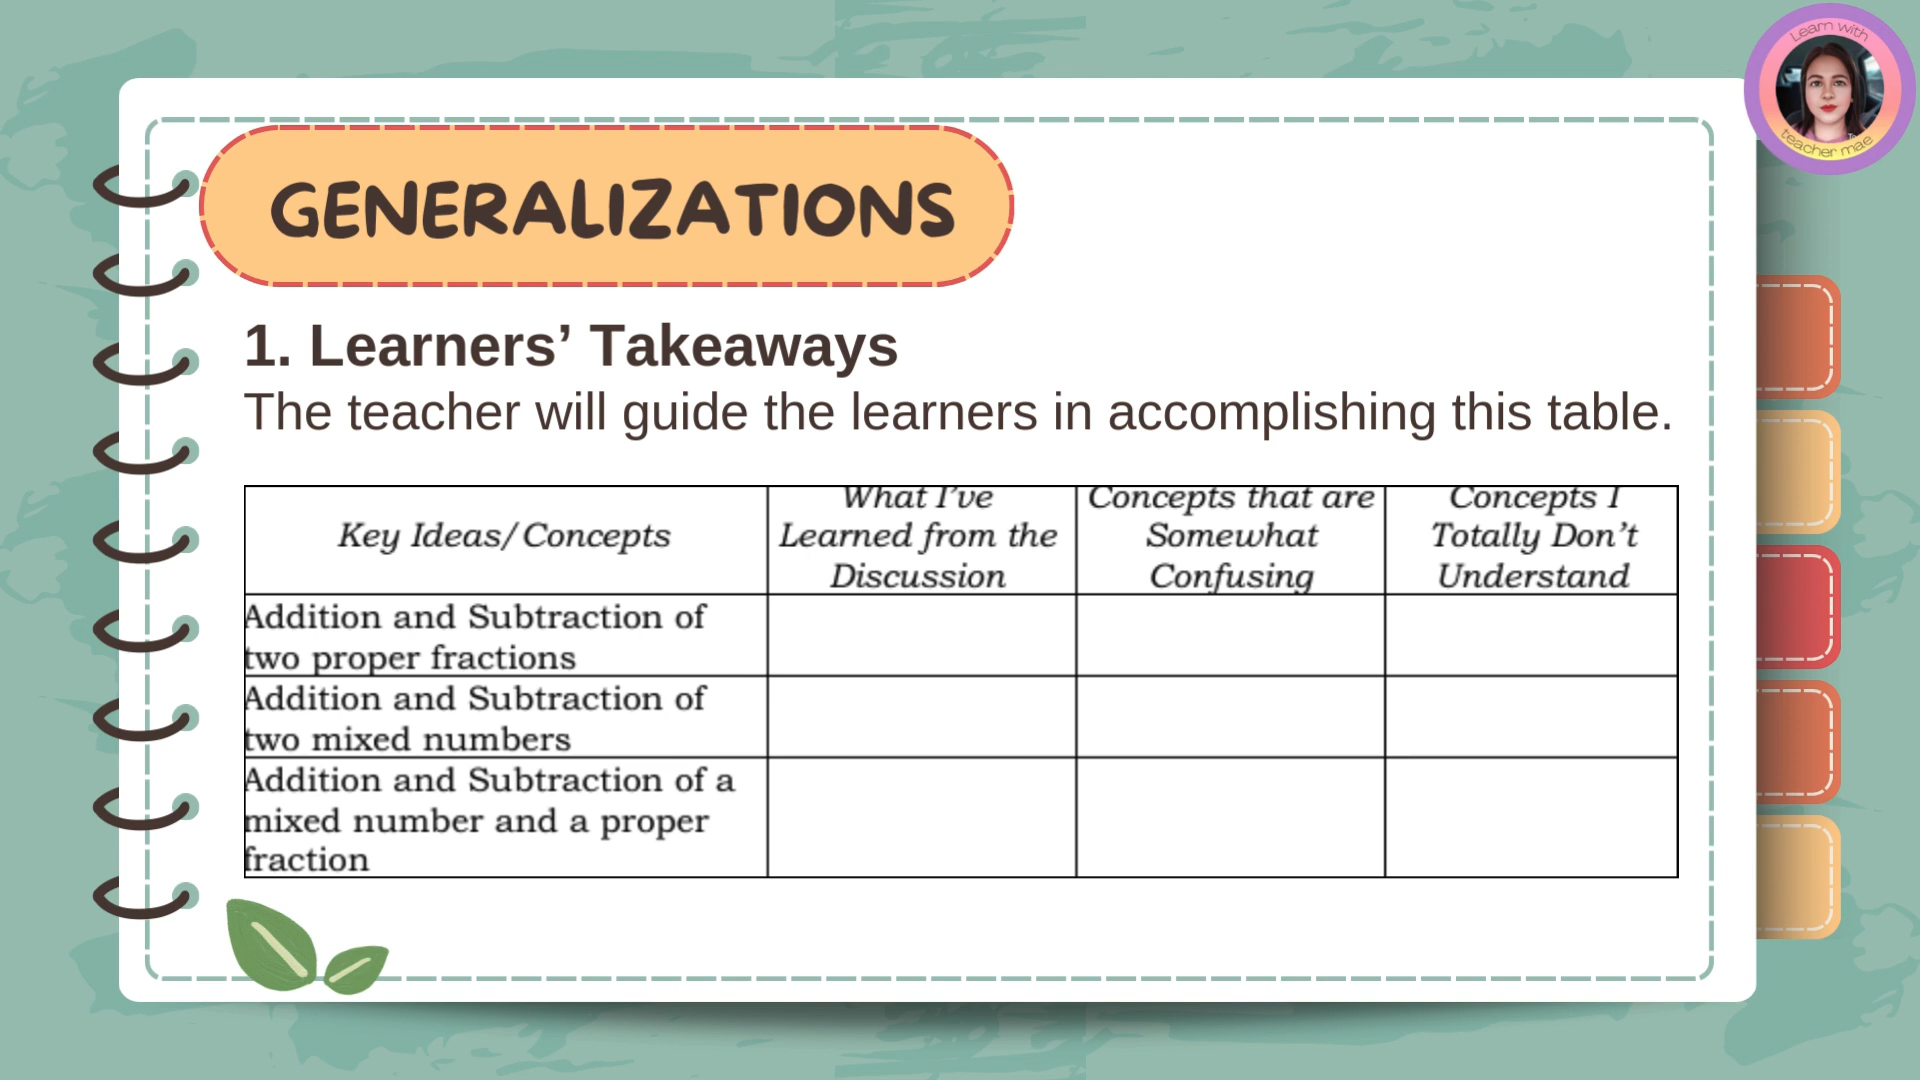 Learn with
teacher mae
GENERALIZATIONS
1. Learners’ Takeaways
The teacher will guide the learners in accomplishing this table.
Key Ideas/Concepts
What I’ve
Learned from the
Discussion
Concepts that are
Somewhat
Confusing
Concepts I
Totally Don’t
Understand
Addition and Subtraction of
two proper fractions
Addition and Subtraction of
two mixed numbers
Addition and Subtraction of a
mixed number and a proper
fraction